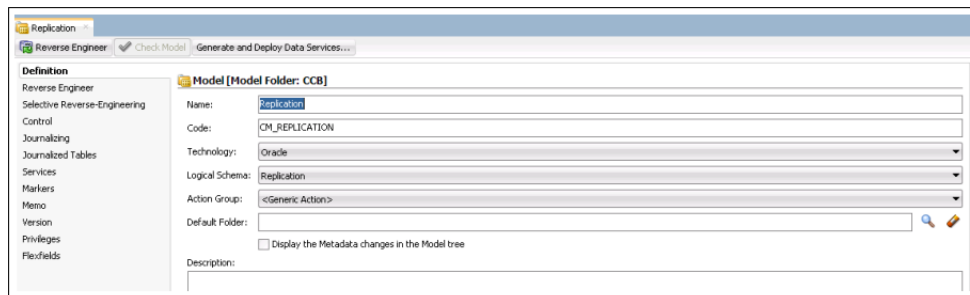 Replication
Reverse Engineer Check Model Generate and Deploy Data Services...
Definition
Reverse Engineer
Selective Reverse-Engineering
Control
Journalizing
Journalized Tables
Services
Markers
Memo
Version
Privileges
Flexfields
Model [Model Folder: CCB]
Name: Replication
Code: CM_REPLICATION
Technology: Oracle
Logical Schema: Replication
Action Group: <Generic Action>
Default Folder:
Display the Metadata changes in the Model tree
Description: